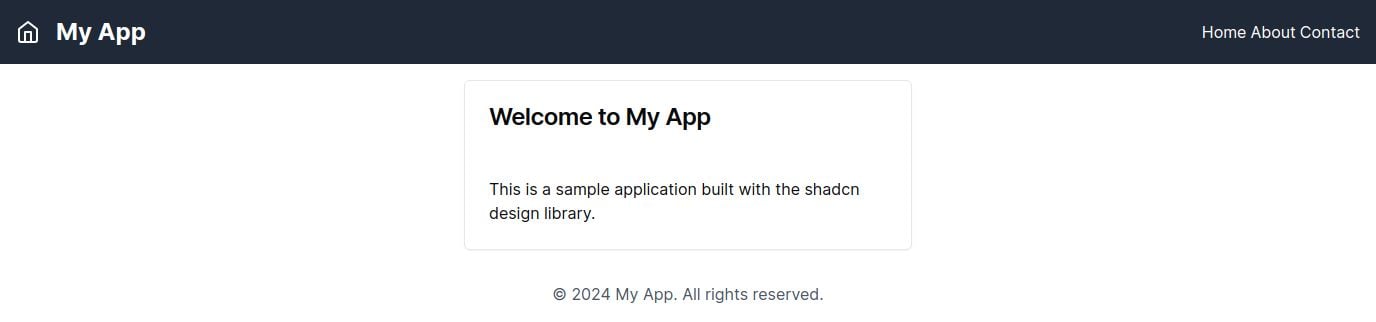 My App
Home About Contact
Welcome to My App
This is a sample application built with the shadcn
design library.
© 2024 My App. All rights reserved.